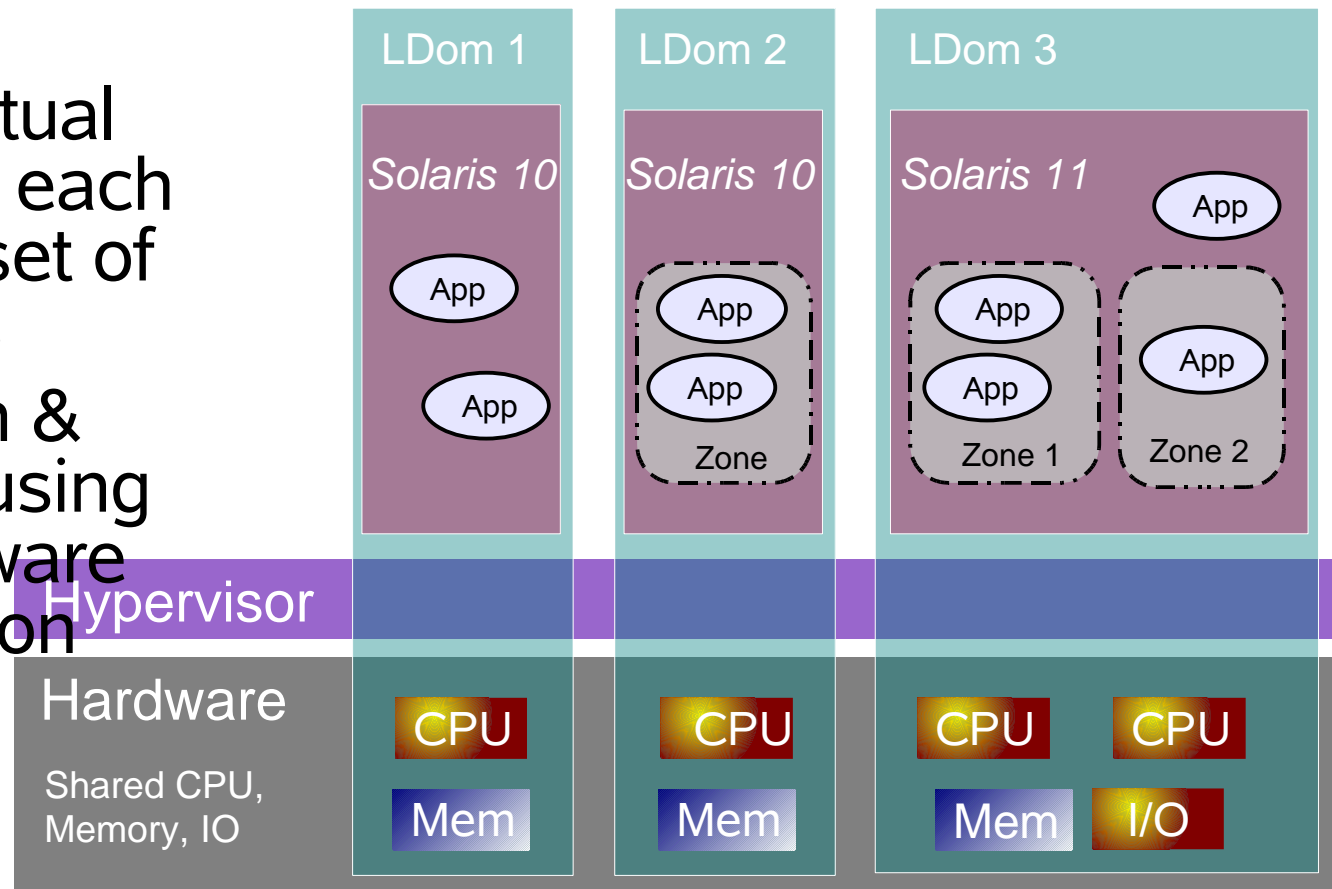 tual
each
set of
n &
using
ware
on
LDom 1
Solaris 10
App
App
LDom 2
Solaris 10
App
App
Zone
LDom 3
Solaris 11
App
App
App
Zone 1
App
Zone 2
Hypervisor
Hardware
Shared CPU,
Memory, IO
CPU
Mem
CPU
Mem
CPU
CPU
Mem
I/O